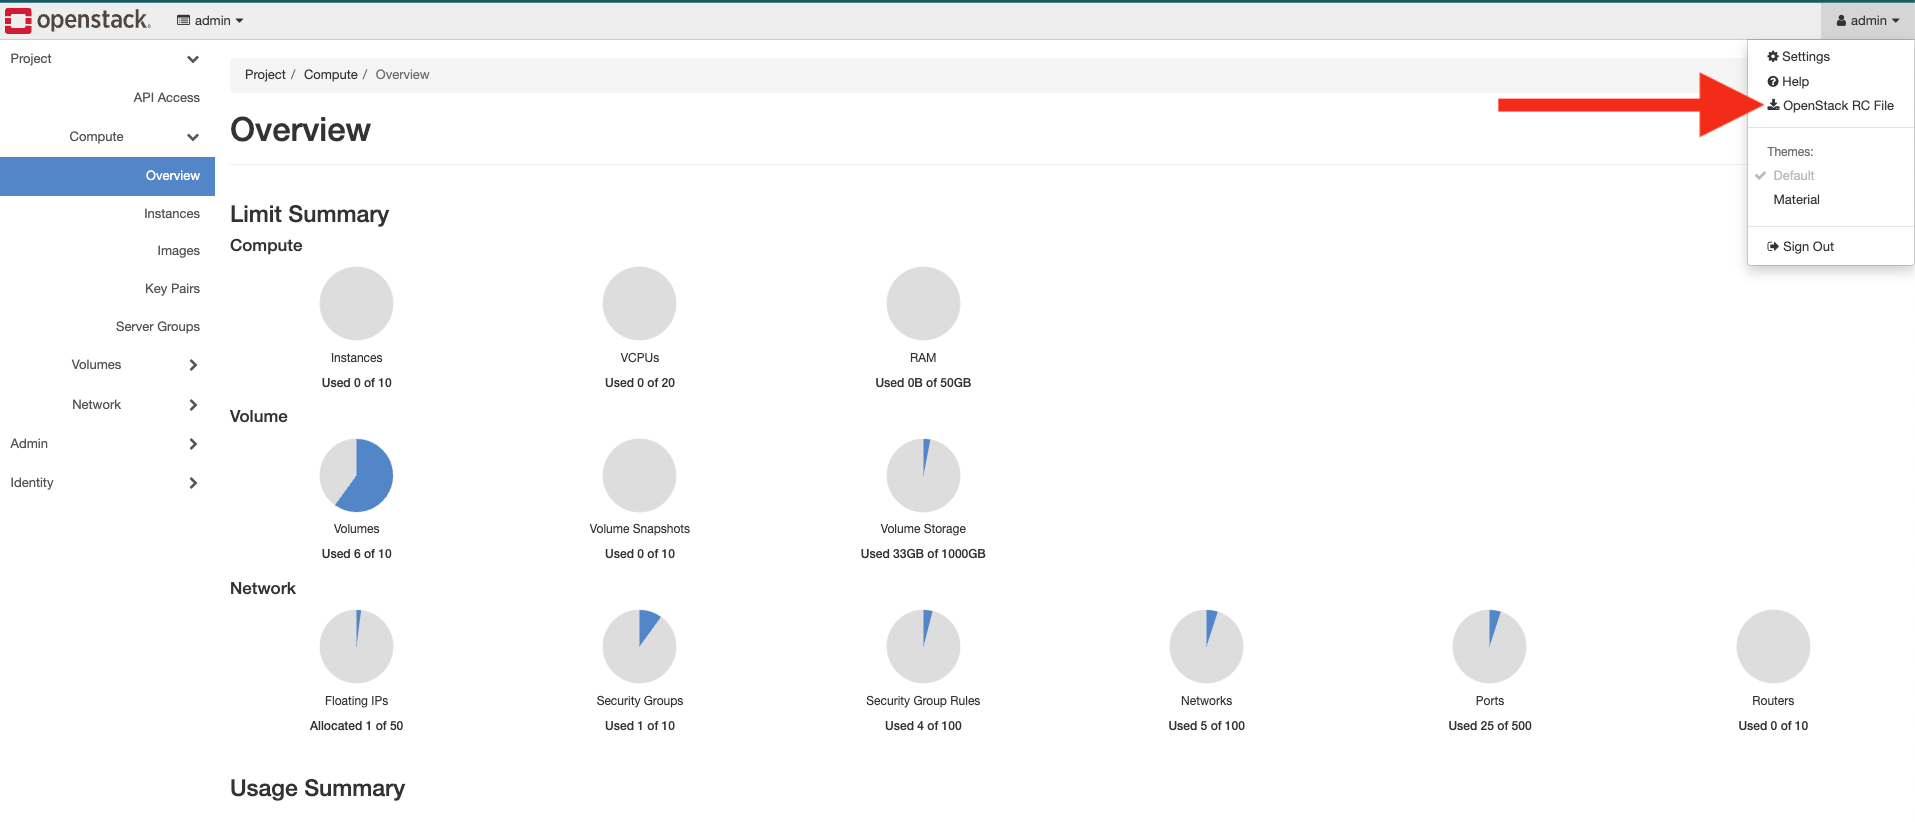 openstack.
admin
admin
Project
API Access
Compute
Overview
Instances
Images
Key Pairs
Server Groups
Volumes
Network
Admin
Identity
Project / Compute / Overview
Settings
Help
OpenStack RC File
Themes:
Default
Material
Sign Out
Overview
Limit Summary
Compute
Instances
Used 0 of 10
VCPUs
Used 0 of 20
RAM
Used 0B of 50GB
Volume
Volumes
Used 6 of 10
Volume Snapshots
Used 0 of 10
Volume Storage
Used 33GB of 1000GB
Network
Floating IPs
Allocated 1 of 50
Security Groups
Used 1 of 10
Security Group Rules
Used 4 of 100
Networks
Used 5 of 100
Ports
Used 25 of 500
Routers
Used 0 of 10
Usage Summary